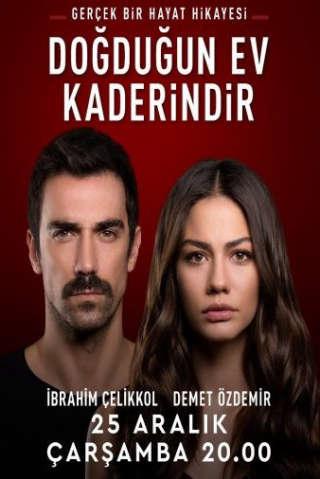 GERÇEK BİR HAYAT HİKAYESİ
DOĞDUĞUN EV
KADERİNDİR
İBRAHİM ÇELİKKOL DEMET ÖZDEMİR
25 ARALIK
ÇARŞAMBA 20.00